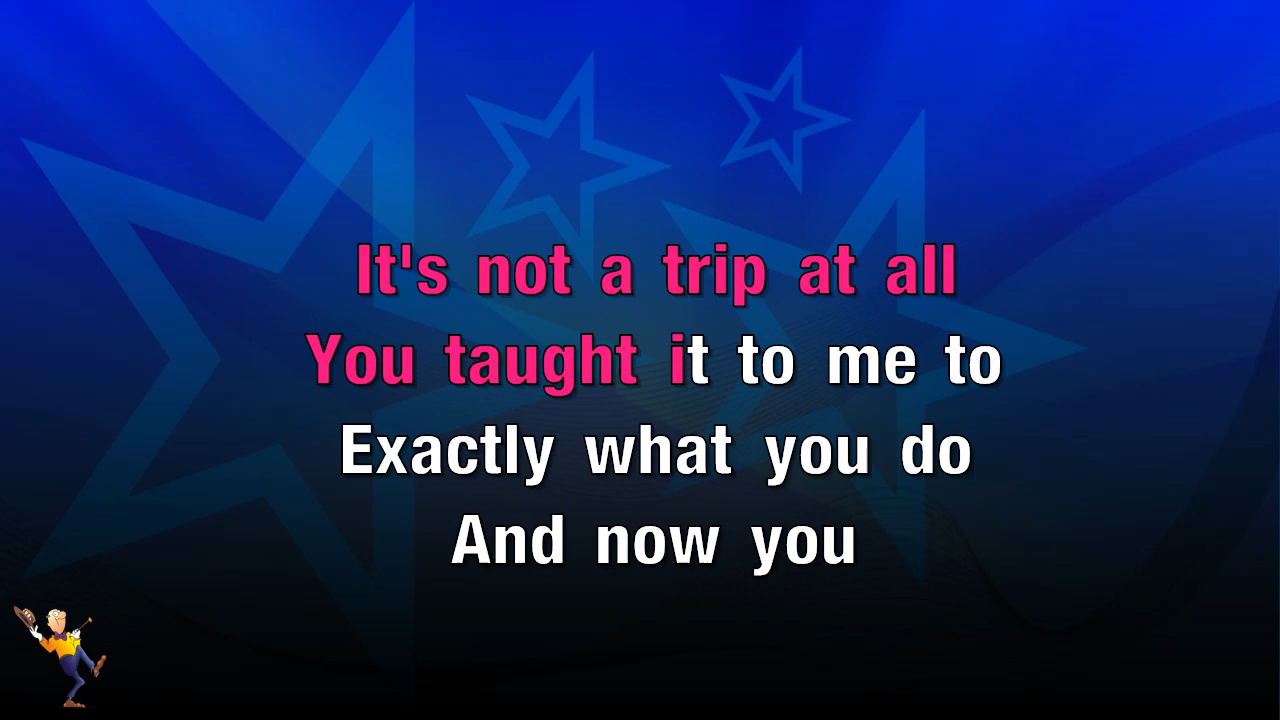 It's not a trip at all
You taught it to me to
Exactly what you do
And now you